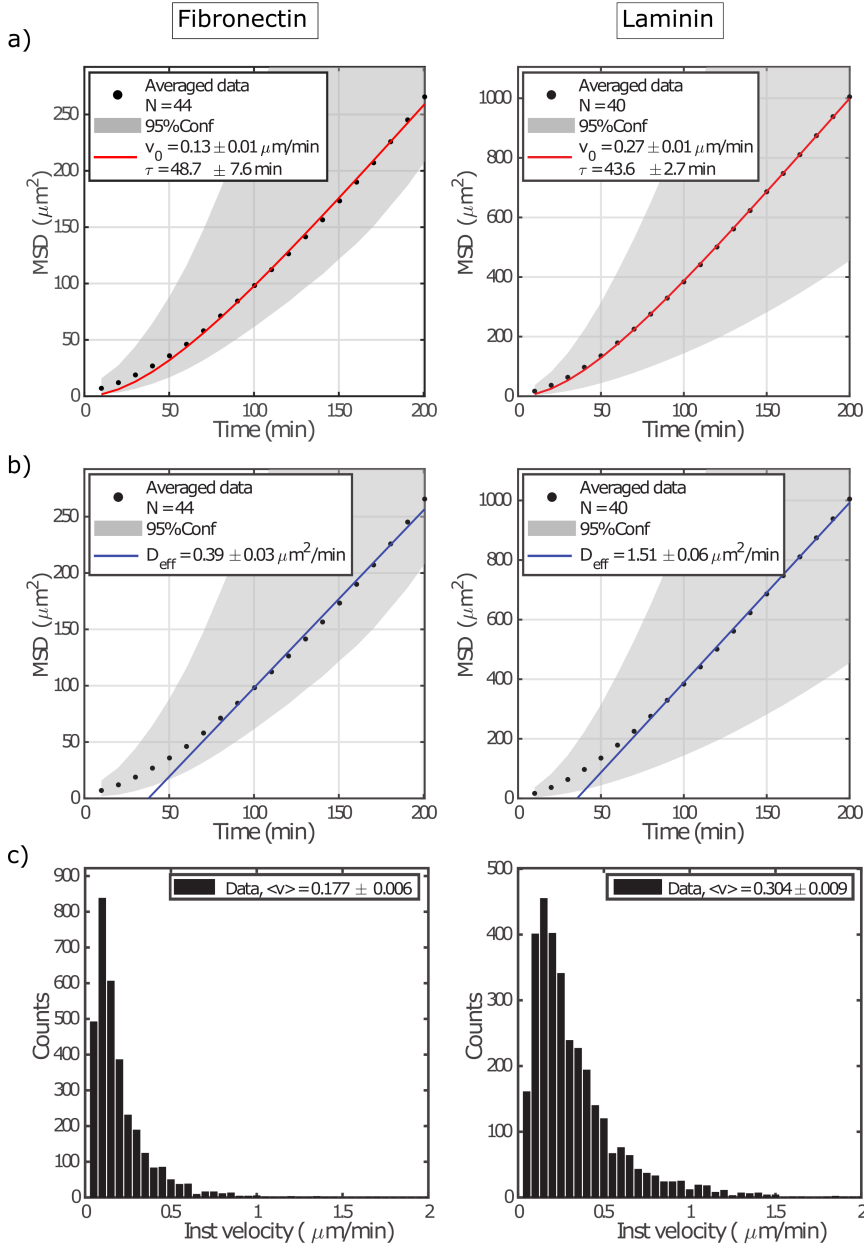 Fibronectin
Laminin
a)
Averaged data
N = 44
95%Conf
v0 = 0.13 ± 0.01 μm/min
τ = 48.7 ± 7.6 min
MSD (μm²)
250
200
150
100
50
0
0 50 100 150 200
Time (min)
Averaged data
N = 40
95%Conf
v0 = 0.27 ± 0.01 μm/min
τ = 43.6 ± 2.7 min
MSD (μm²)
1000
800
600
400
200
0
0 50 100 150 200
Time (min)
b)
Averaged data
N = 44
95%Conf
Deff = 0.39 ± 0.03 μm²/min
MSD (μm²)
250
200
150
100
50
0
0 50 100 150 200
Time (min)
Averaged data
N = 40
95%Conf
Deff = 1.51 ± 0.06 μm²/min
MSD (μm²)
1000
800
600
400
200
0
0 50 100 150 200
Time (min)
c)
Data, <v> = 0.177 ± 0.006
Counts
900
800
700
600
500
400
300
200
100
0
0 0.5 1 1.5 2
Inst velocity ( μm/min)
Data, <v> = 0.304 ± 0.009
Counts
500
400
300
200
100
0
0 0.5 1 1.5 2
Inst velocity ( μm/min)